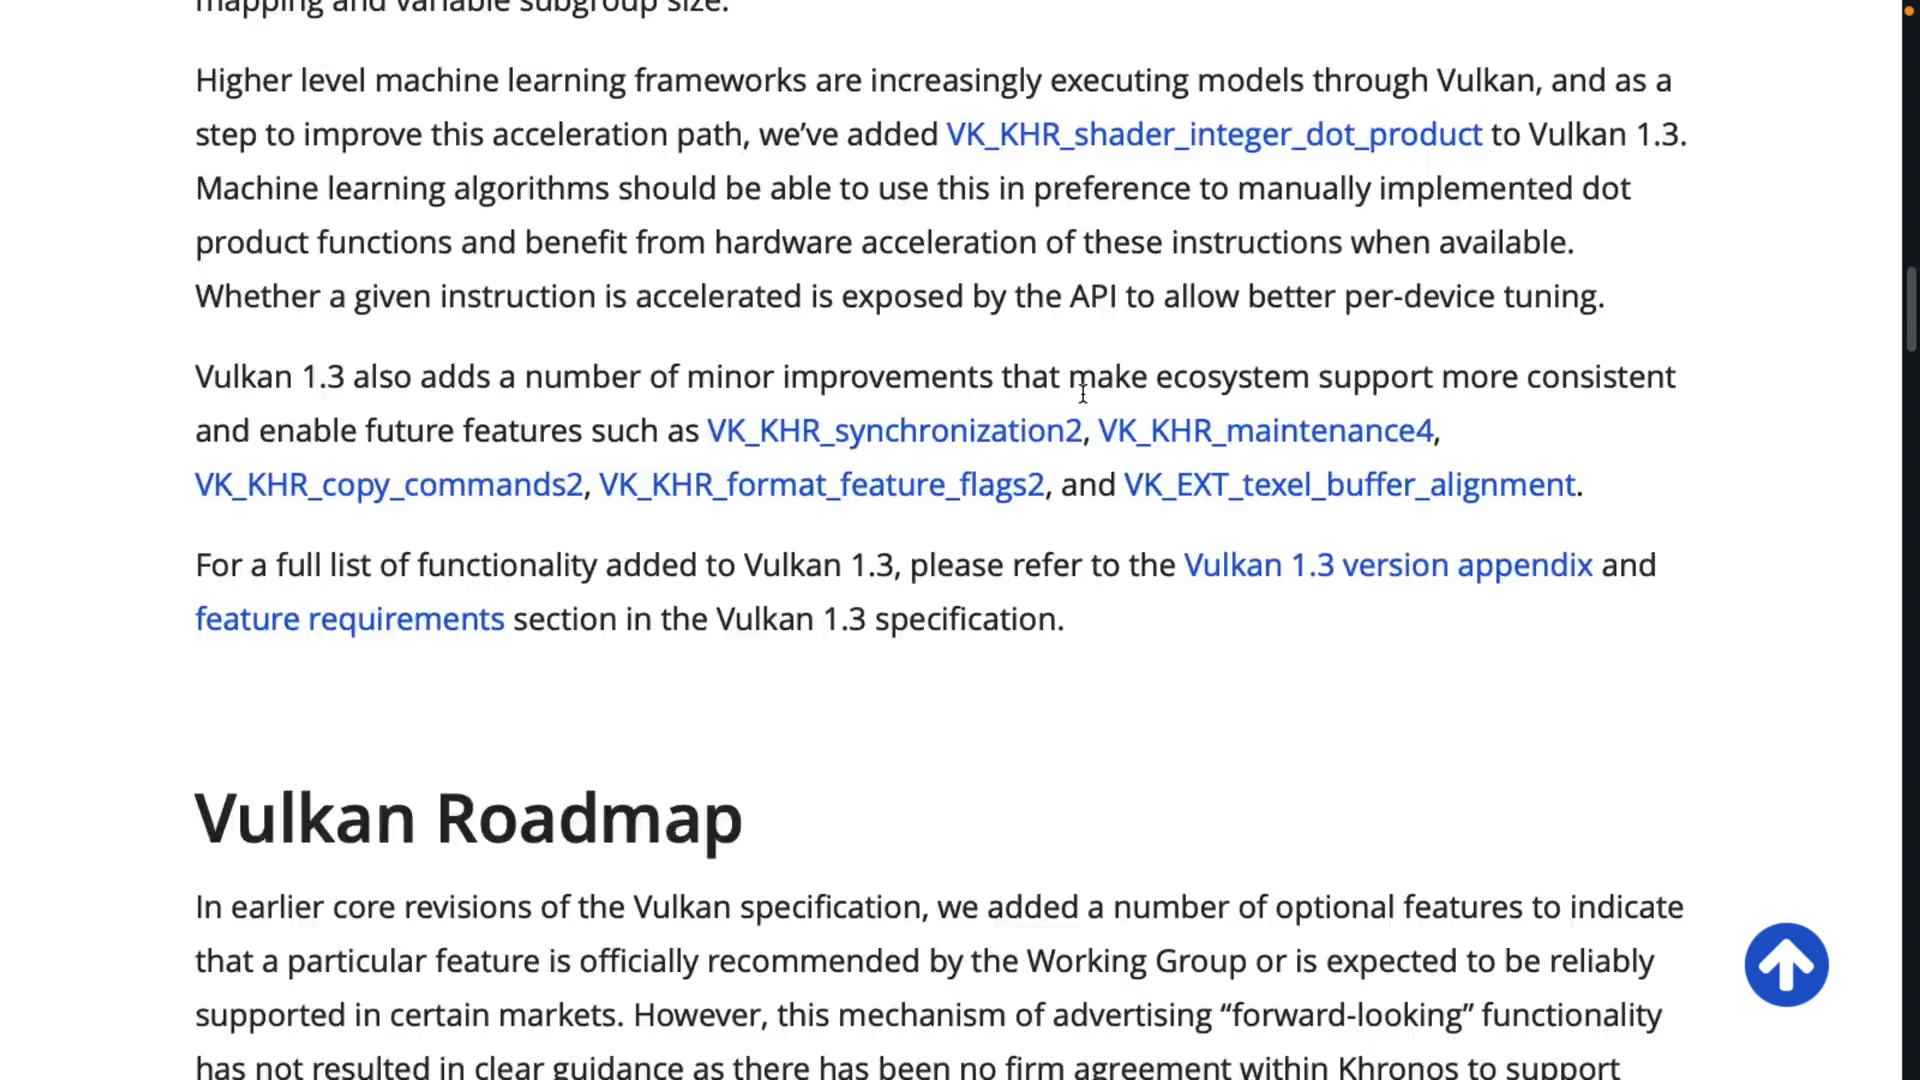 mapping and variable subgroup size.
Higher level machine learning frameworks are increasingly executing models through Vulkan, and as a
step to improve this acceleration path, we’ve added VK_KHR_shader_integer_dot_product to Vulkan 1.3.
Machine learning algorithms should be able to use this in preference to manually implemented dot
product functions and benefit from hardware acceleration of these instructions when available.
Whether a given instruction is accelerated is exposed by the API to allow better per-device tuning.
Vulkan 1.3 also adds a number of minor improvements that make ecosystem support more consistent
and enable future features such as VK_KHR_synchronization2, VK_KHR_maintenance4,
VK_KHR_copy_commands2, VK_KHR_format_feature_flags2, and VK_EXT_texel_buffer_alignment.
For a full list of functionality added to Vulkan 1.3, please refer to the Vulkan 1.3 version appendix and
feature requirements section in the Vulkan 1.3 specification.
Vulkan Roadmap
In earlier core revisions of the Vulkan specification, we added a number of optional features to indicate
that a particular feature is officially recommended by the Working Group or is expected to be reliably
supported in certain markets. However, this mechanism of advertising “forward-looking” functionality
has not resulted in clear guidance as there has been no firm agreement within Khronos to support